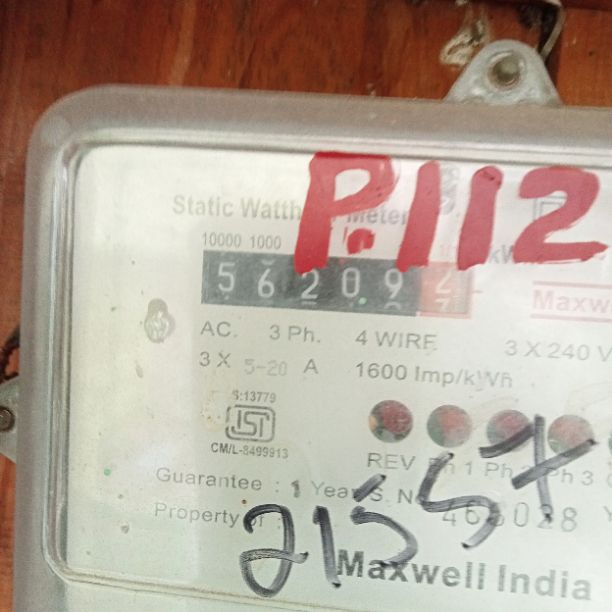 P.112
Static Watth Meter
10000 1000
56209
Maxw
AC. 3 Ph. 4 WIRE 3 X 240 V
3 X 5-20 A 1600 Imp/kWh
S:13779
ISI
CM/L-8499913
REV Ph 1 Ph 2 Ph 3
Guarantee : 1 Year S. No
Property of :
Maxwell India